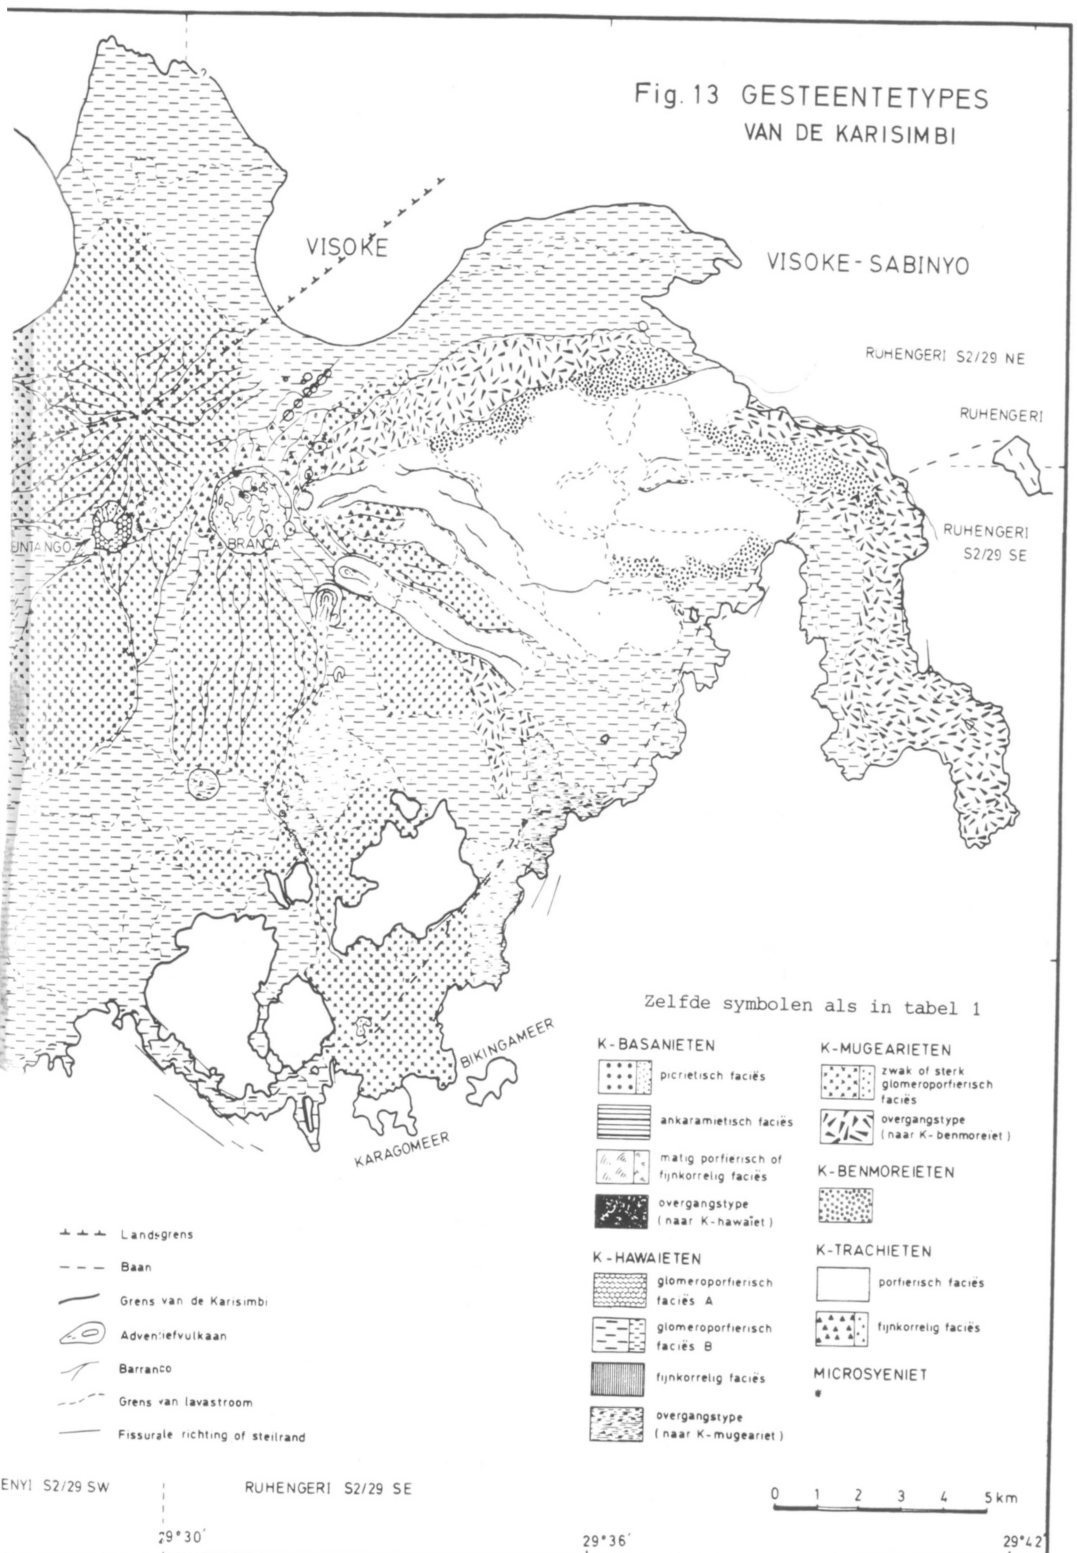 Fig. 13 GESTEENTETYPES
VAN DE KARISIMBI
VISOKE
VISOKE-SABINYO
RUHENGERI S2/29 NE
RUHENGERI
RUHENGERI
S2/29 SE
BRANCA
BIKINGAMEER
KARAGOMEER
Zelfde symbolen als in tabel 1
K-BASANIETEN
picrietisch faciës
ankaramietisch faciës
matig porfierisch of
fijnkorrelig faciës
overgangstype
(naar K-hawaïet)
K-HAWAIETEN
glomeroporfierisch
faciës A
glomeroporfierisch
faciës B
fijnkorrelig faciës
overgangstype
(naar K-mugeariet)
K-MUGEARIETEN
zwak of sterk
glomeroporfierisch
faciës
overgangstype
(naar K-benmoreiet)
K-BENMOREIETEN
K-TRACHIETEN
porfierisch faciës
fijnkorrelig faciës
MICROSYENIET
Landsgrens
Baan
Grens van de Karisimbi
Adventiefvulkaan
Barranco
Grens van lavastroom
Fissurale richting of steilrand
ENYI S2/29 SW
RUHENGERI S2/29 SE
0 1 2 3 4 5 km
29°30'
29°36'
29°42'